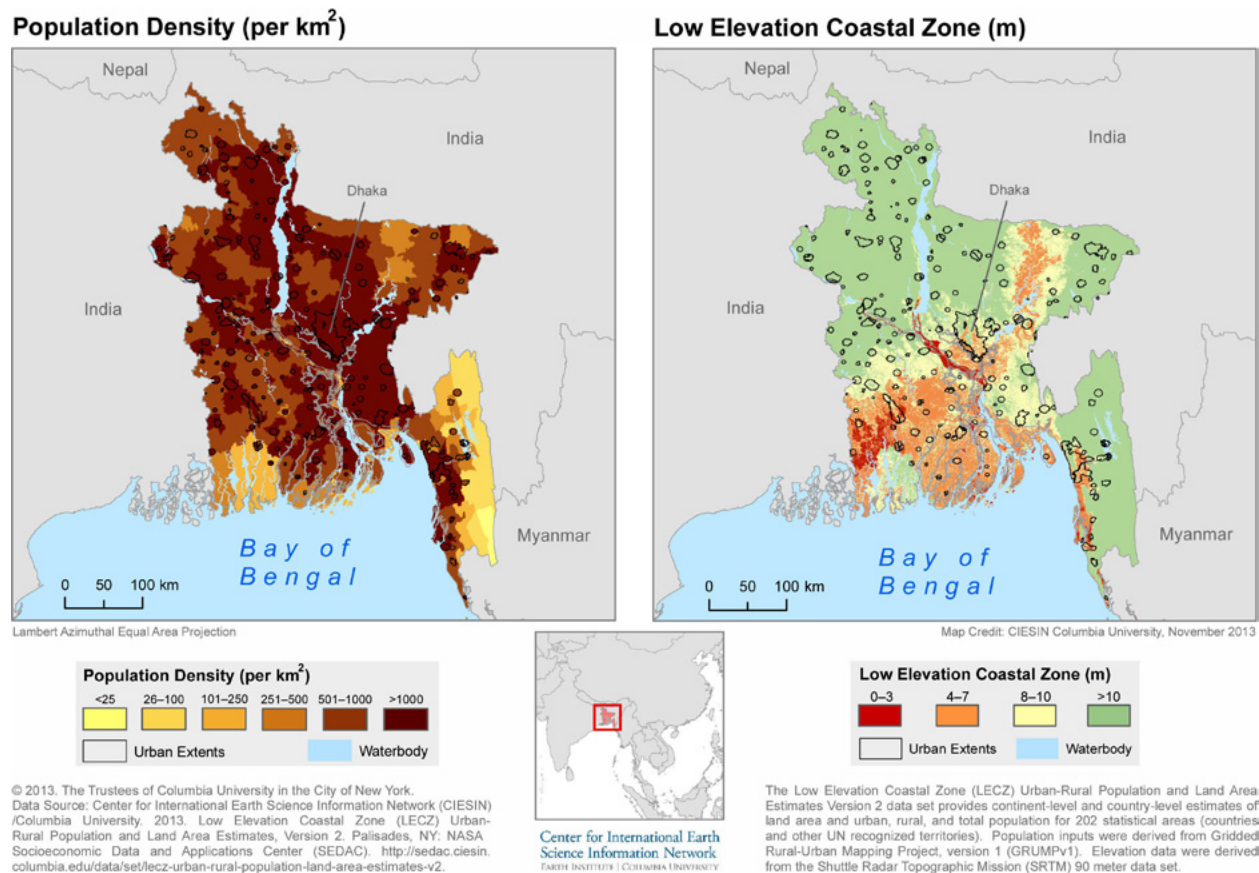 Population Density (per km²)
Low Elevation Coastal Zone (m)
Nepal
India
Dhaka
India
Myanmar
Bay of
Bengal
0 50 100 km
Nepal
India
Dhaka
India
Myanmar
Bay of
Bengal
0 50 100 km
Lambert Azimuthal Equal Area Projection
Map Credit: CIESIN Columbia University, November 2013
Population Density (per km²)
<25 26–100 101–250 251–500 501–1000 >1000
Urban Extents Waterbody
Low Elevation Coastal Zone (m)
0–3 4–7 8–10 >10
Urban Extents Waterbody
© 2013. The Trustees of Columbia University in the City of New York.
Data Source: Center for International Earth Science Information Network (CIESIN)
/Columbia University. 2013. Low Elevation Coastal Zone (LECZ) Urban-
Rural Population and Land Area Estimates, Version 2. Palisades, NY: NASA
Socioeconomic Data and Applications Center (SEDAC). http://sedac.ciesin.
columbia.edu/data/set/lecz-urban-rural-population-land-area-estimates-v2.
Center for International Earth
Science Information Network
EARTH INSTITUTE | COLUMBIA UNIVERSITY
The Low Elevation Coastal Zone (LECZ) Urban-Rural Population and Land Area
Estimates Version 2 data set provides continent-level and country-level estimates of
land area and urban, rural, and total population for 202 statistical areas (countries
and other UN recognized territories). Population inputs were derived from Gridded
Rural-Urban Mapping Project, version 1 (GRUMPv1). Elevation data were derived
from the Shuttle Radar Topographic Mission (SRTM) 90 meter data set.